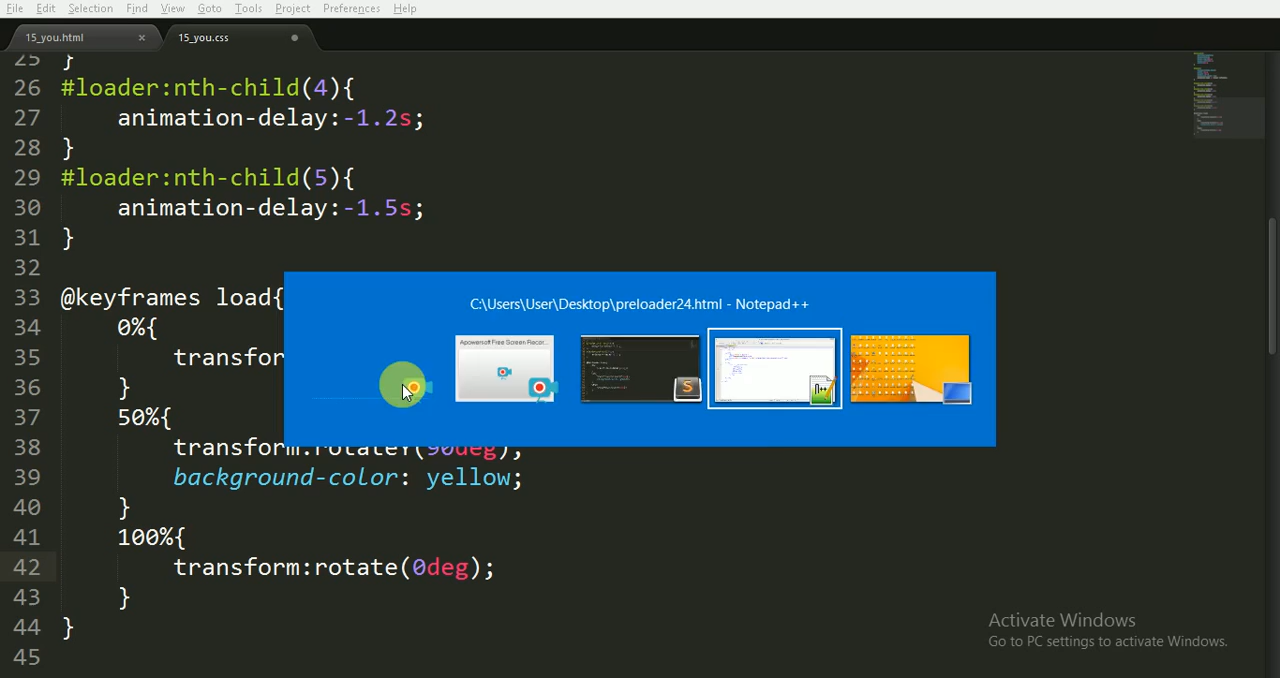 File Edit Selection Find View Goto Tools Project Preferences Help
15_you.html × 15_you.css
25 }
26 #loader:nth-child(4){
27 animation-delay:-1.2s;
28 }
29 #loader:nth-child(5){
30 animation-delay:-1.5s;
31 }
32
33 @keyframes load{
34 0%{
35 transfor
36 }
37 50%{
38 transform:rotateY(90deg);
39 background-color: yellow;
40 }
41 100%{
42 transform:rotate(0deg);
43 }
44 }
45
C:\Users\User\Desktop\preloader24.html - Notepad++
Apowersoft Free Screen Recor...
Activate Windows
Go to PC settings to activate Windows.